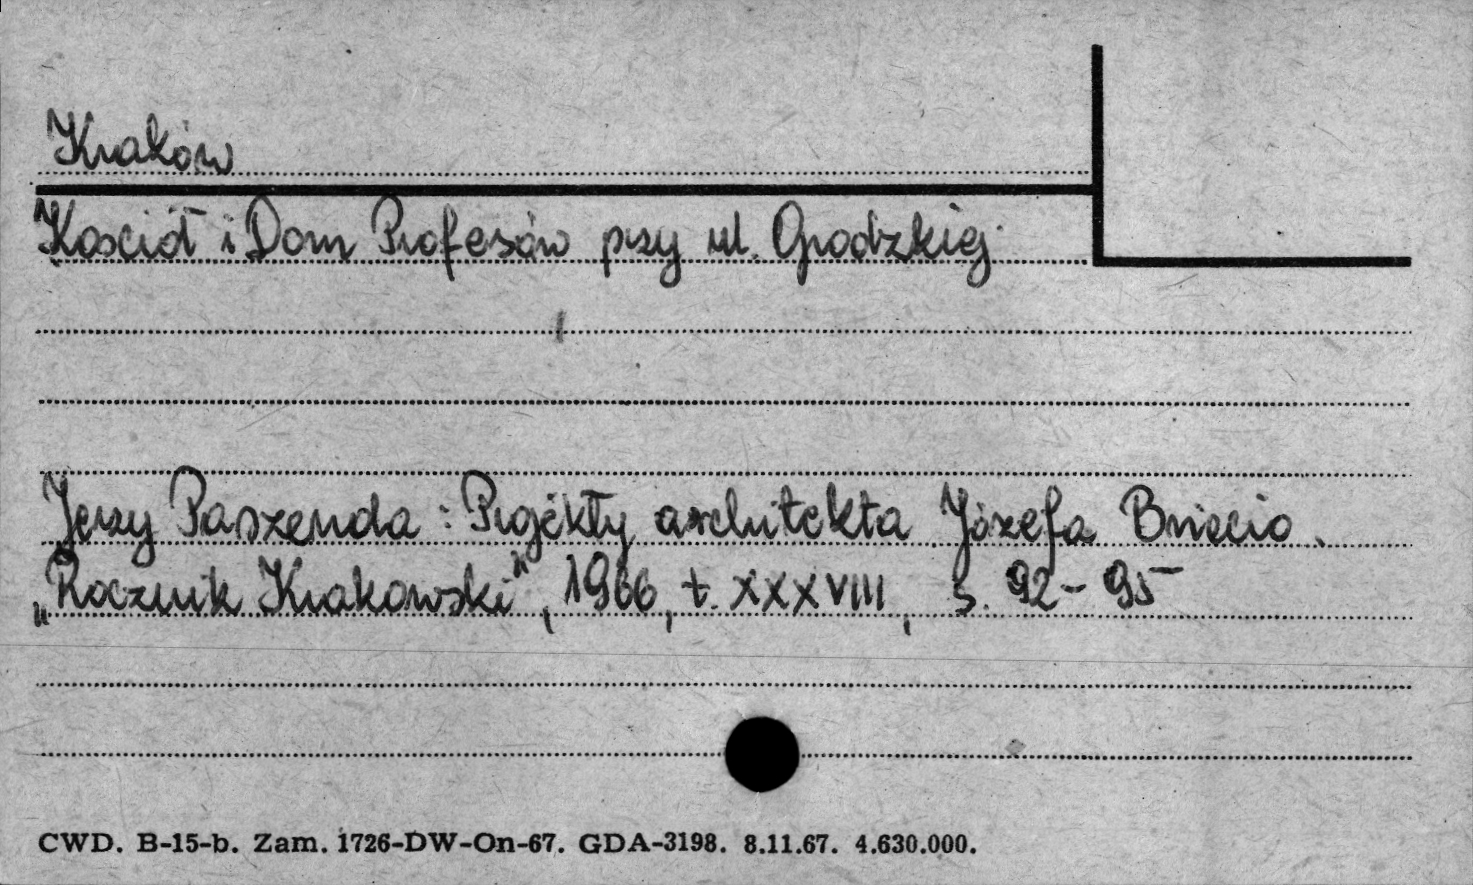 Kraków
Kościół i Dom Profesów przy ul. Grodzkiej
Jerzy Paszenda: Projekty architekta Józefa Briccio.
„Rocznik Krakowski", 1966, t. XXXVIII, s. 92-95
CWD. B-15-b. Zam. 1726-DW-On-67. GDA-3198. 8.11.67. 4.630.000.